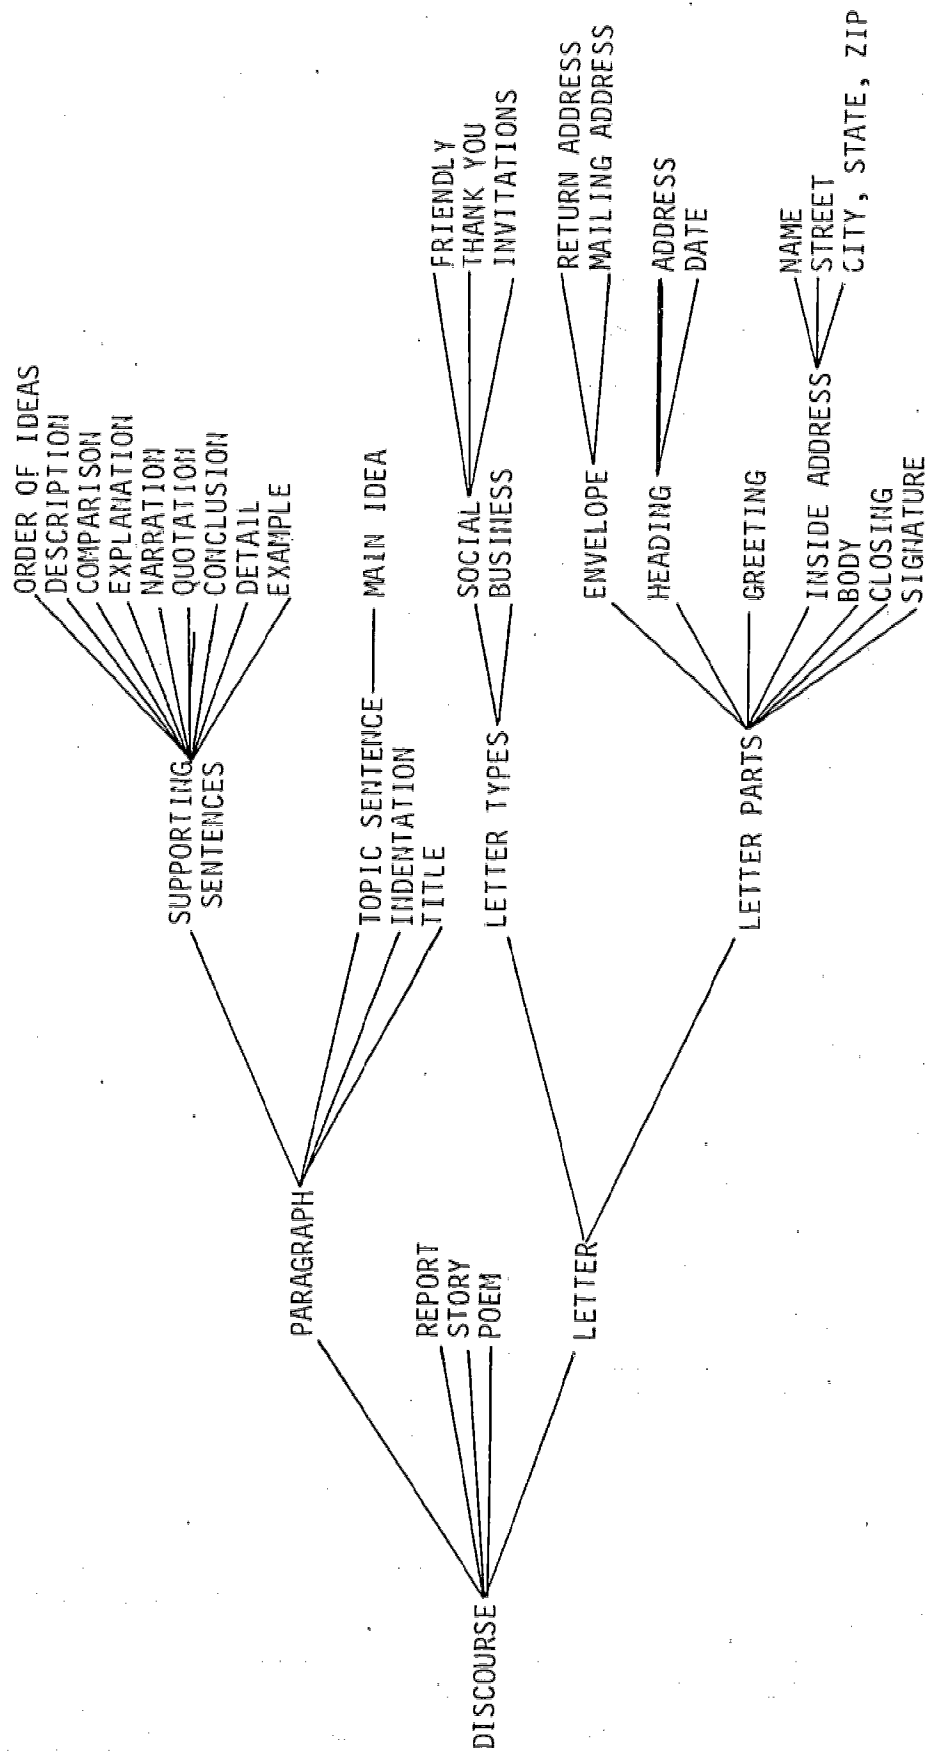 ORDER OF IDEAS
DESCRIPTION
COMPARISON
EXPLANATION
NARRATION
QUOTATION
CONCLUSION
DETAIL
EXAMPLE
SUPPORTING
SENTENCES
TOPIC SENTENCE
MAIN IDEA
INDENTATION
TITLE
PARAGRAPH
REPORT
STORY
POEM
DISCOURSE
LETTER
LETTER TYPES
SOCIAL
BUSINESS
FRIENDLY
THANK YOU
INVITATIONS
LETTER PARTS
ENVELOPE
RETURN ADDRESS
MAILING ADDRESS
HEADING
ADDRESS
DATE
GREETING
INSIDE ADDRESS
NAME
STREET
CITY, STATE, ZIP
BODY
CLOSING
SIGNATURE